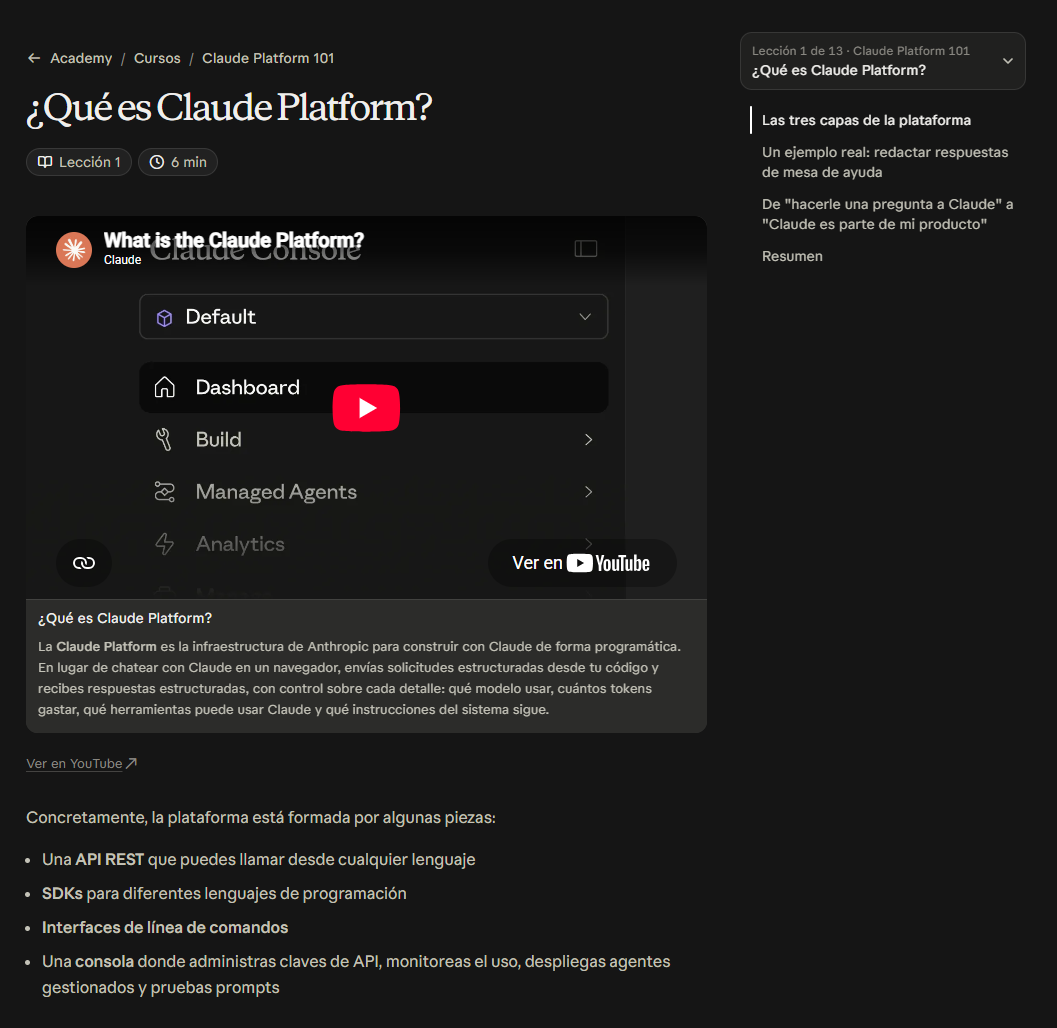 ← Academy / Cursos / Claude Platform 101
¿Qué es Claude Platform?
Lección 1
6 min
What is the Claude Platform?
Claude
Claude Console
Default
Dashboard
Build
Managed Agents
Analytics
Ver en YouTube
¿Qué es Claude Platform?
La Claude Platform es la infraestructura de Anthropic para construir con Claude de forma programática.
En lugar de chatear con Claude en un navegador, envías solicitudes estructuradas desde tu código y
recibes respuestas estructuradas, con control sobre cada detalle: qué modelo usar, cuántos tokens
gastar, qué herramientas puede usar Claude y qué instrucciones del sistema sigue.
Ver en YouTube
Concretamente, la plataforma está formada por algunas piezas:
• Una API REST que puedes llamar desde cualquier lenguaje
• SDKs para diferentes lenguajes de programación
• Interfaces de línea de comandos
• Una consola donde administras claves de API, monitoreas el uso, despliegas agentes
gestionados y pruebas prompts
Lección 1 de 13 · Claude Platform 101
¿Qué es Claude Platform?
Las tres capas de la plataforma
Un ejemplo real: redactar respuestas
de mesa de ayuda
De "hacerle una pregunta a Claude" a
"Claude es parte de mi producto"
Resumen